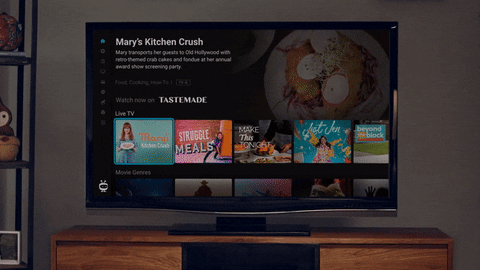 Mary's Kitchen Crush
Mary transports her guests to Old Hollywood with
retro-themed crab cakes and fondue at her annual
award show screening party.
Food, Cooking, How-To
Watch now on TASTEMADE
Live TV
Mary's
Kitchen Crush
STRUGGLE
MEALS
MAKE
THIS
TONIGHT
Just Jen
beyond
the block
Movie Genres